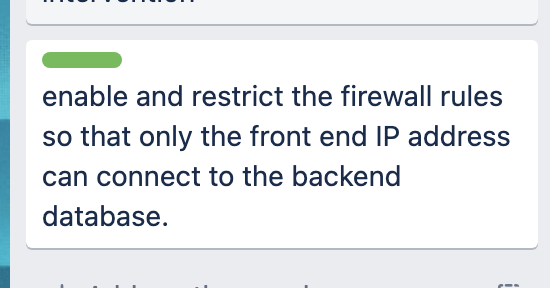 intervention
enable and restrict the firewall rules
so that only the front end IP address
can connect to the backend
database.